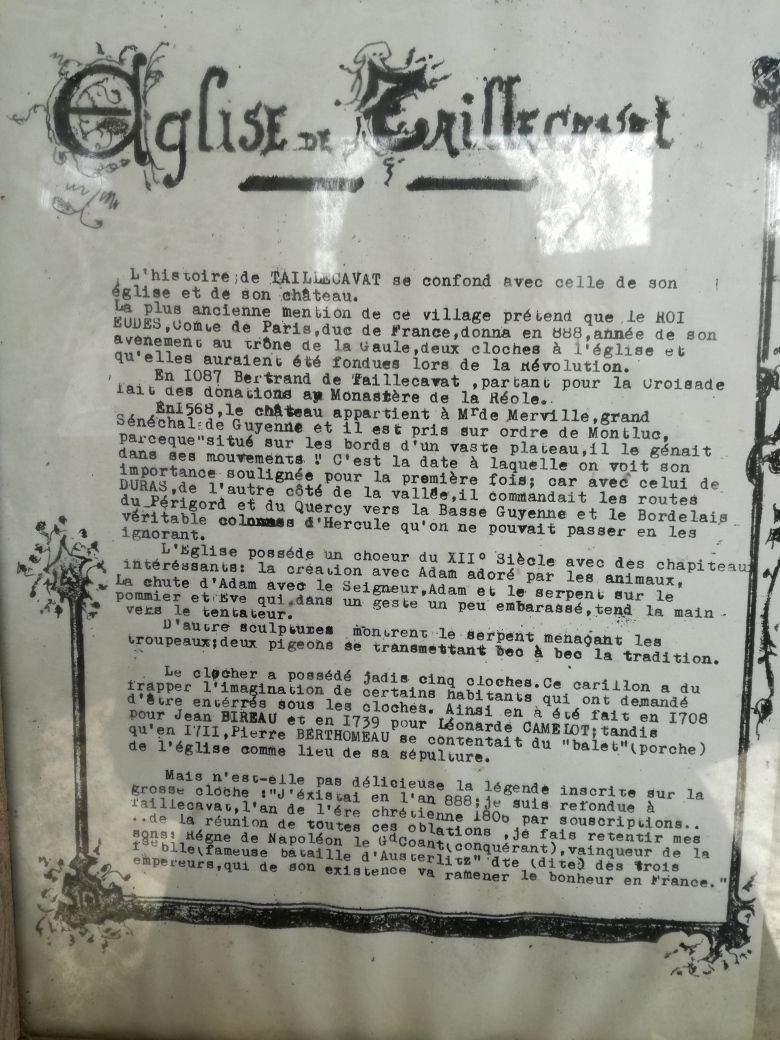 Eglise de Taillecavat
L'histoire de TAILLECAVAT se confond avec celle de son
église et de son château.
La plus ancienne mention de ce village prétend que le ROI
EUDES,Comte de Paris,duc de France,donna en 888,année de son
avènement au trône de la Gaule,deux cloches à l'église et
qu'elles auraient été fondues lors de la Révolution.
En I087 Bertrand de Taillecavat ,partant pour la Croisade
fait des donations au Monastère de la Réole.
En I568,le château appartient à Mr de Merville,grand
Sénéchal de Guyenne et il est pris sur ordre de Montluc,
parceque"situé sur les bords d'un vaste plateau,il le génait
dans ses mouvements !" C'est la date à laquelle on voit son
importance soulignée pour la première fois; car avec celui de
DURAS,de l'autre côté de la vallée,il commandait les routes
du Périgord et du Quercy vers la Basse Guyenne et le Bordelais
véritable colonnes d'Hercule qu'on ne pouvait passer en les
ignorant.
L'Eglise posséde un choeur du XII° Siècle avec des chapiteau
intéréssants: la création avec Adam adoré par les animaux,
La chute d'Adam avec le Seigneur,Adam et le serpent sur le
pommier et Eve qui,dans un geste un peu embarassé,tend la main
vers le tentateur.
D'autre sculptures montrent le serpent menaçant les
troupeaux;deux pigeons se transmettant bec à bec la tradition.
Le clocher a possédé jadis cinq cloches.Ce carillon a du
frapper l'imagination de certains habitants qui ont demandé
d'être entérrés sous les cloches. Ainsi en a été fait en I708
pour Jean BIREAU et en I739 pour Léonarde CAMELOT;tandis
qu'en I7II,Pierre BERTHOMEAU se contentait du "balet"(porche)
de l'église comme lieu de sa sépulture.
Mais n'est-elle pas délicieuse la légende inscrite sur la
grosse cloche :"J'éxistai en l'an 888;je suis refondue à
Taillecavat,l'an de l'ére chrétienne I806 par souscriptions..
..de la réunion de toutes ces oblations ,je fais retentir mes
sons: Régne de Napoléon le Gd Coant(conquérant),vainqueur de la
fse blle(fameuse bataille d'Austerlitz" dte (dite) des trois
empereurs,qui de son existence va ramener le bonheur en France."